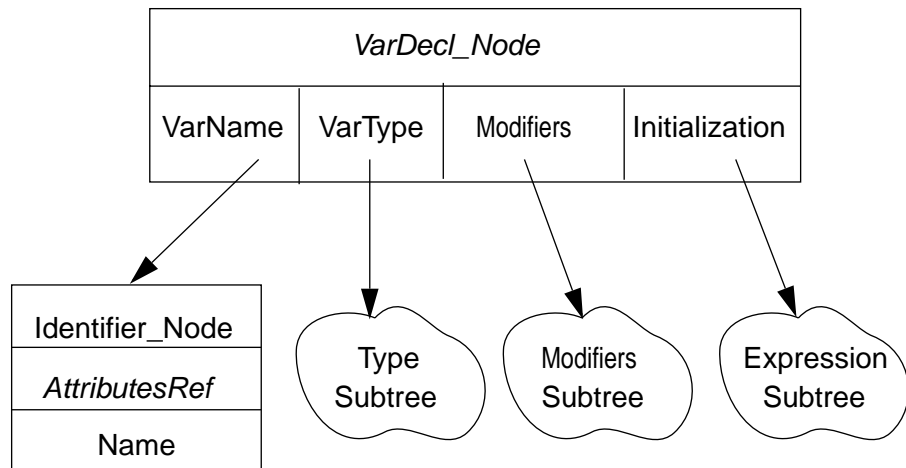 VarDecl_Node
VarName
VarType
Modifiers
Initialization
Identifier_Node
AttributesRef
Name
Type
Subtree
Modifiers
Subtree
Expression
Subtree